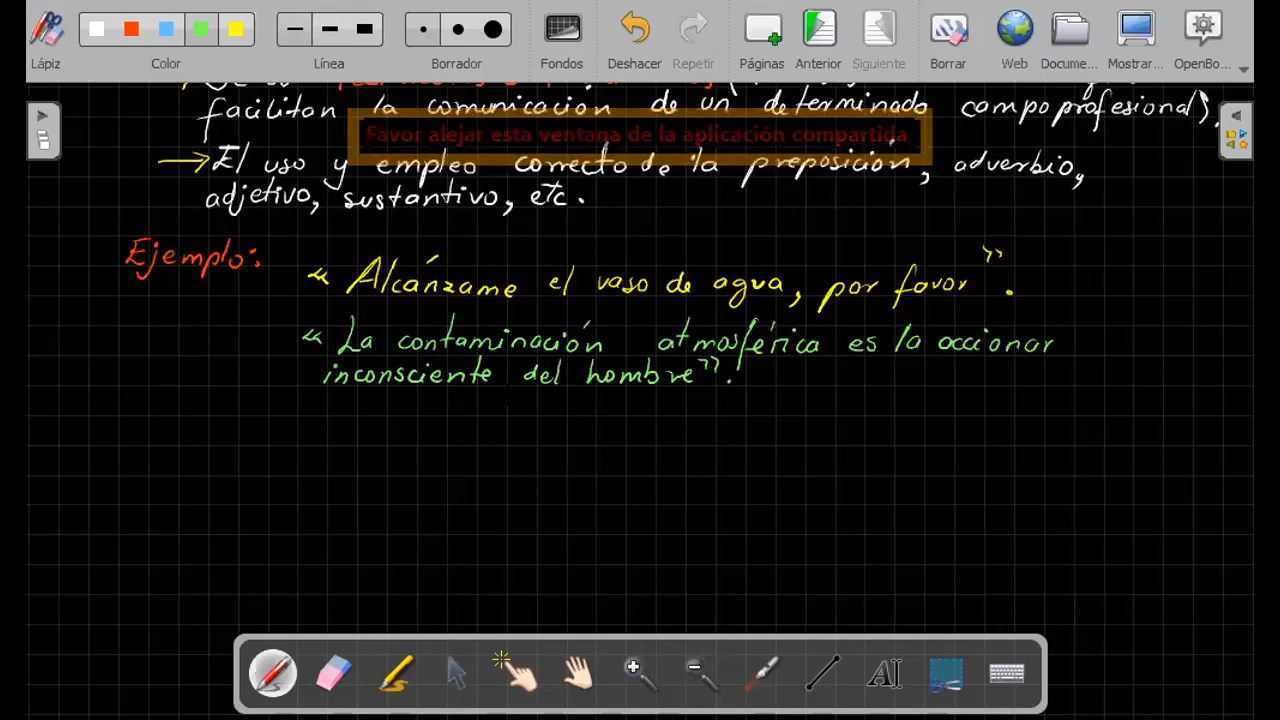 Lápiz
Color
Línea
Borrador
Fondos
Deshacer
Repetir
Páginas
Anterior
Siguiente
Borrar
Web
Docume...
Mostrar...
OpenBo...
facilitan la comunicación de un determinado campo profesional).
Favor alejar esta ventana de la aplicación compartida
→ El uso y empleo correcto de la preposición, adverbio,
adjetivo, sustantivo, etc.
Ejemplo:
“ Alcánzame el vaso de agua, por favor ”.
“ La contaminación atmosférica es la accionar
inconsciente del hombre”.